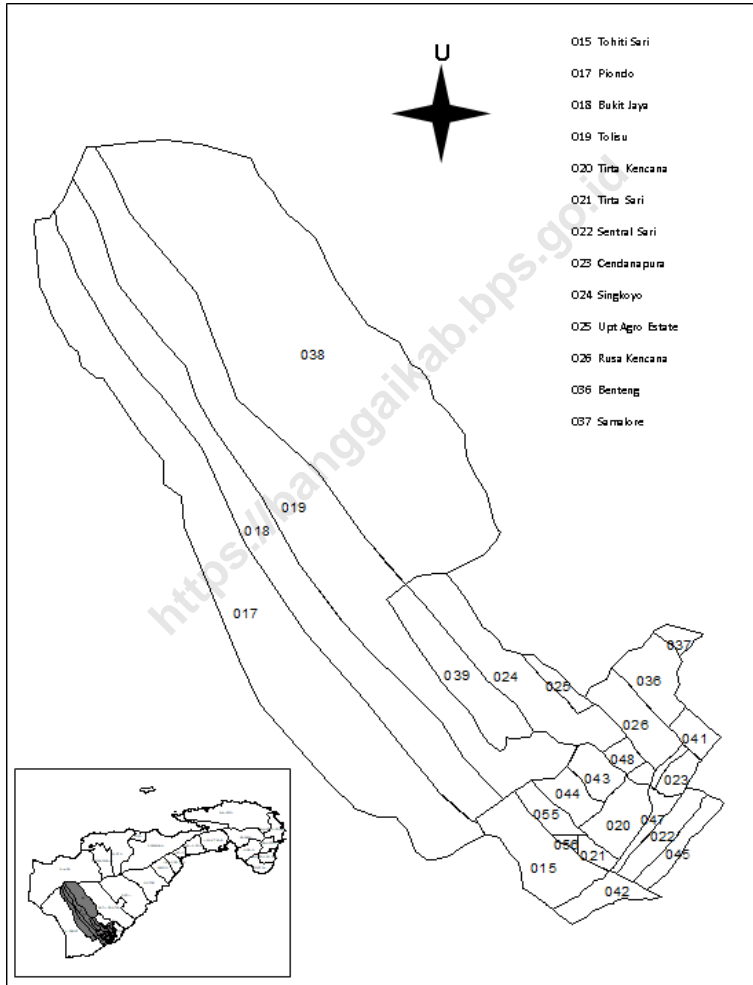 U
015 Tohiti Sari
017 Piondo
018 Bukit Jaya
019 Tolisu
020 Tirta Kencana
021 Tirta Sari
022 Sentral Sari
023 Cendanapura
024 Singkoyo
025 Upt Agro Estate
026 Rusa Kencana
036 Benteng
037 Samalore
https://banggaikab.bps.go.id
038
019
018
017
037
039
024
025
036
026
041
048
043
023
044
055
020
047
022
021
045
015
042